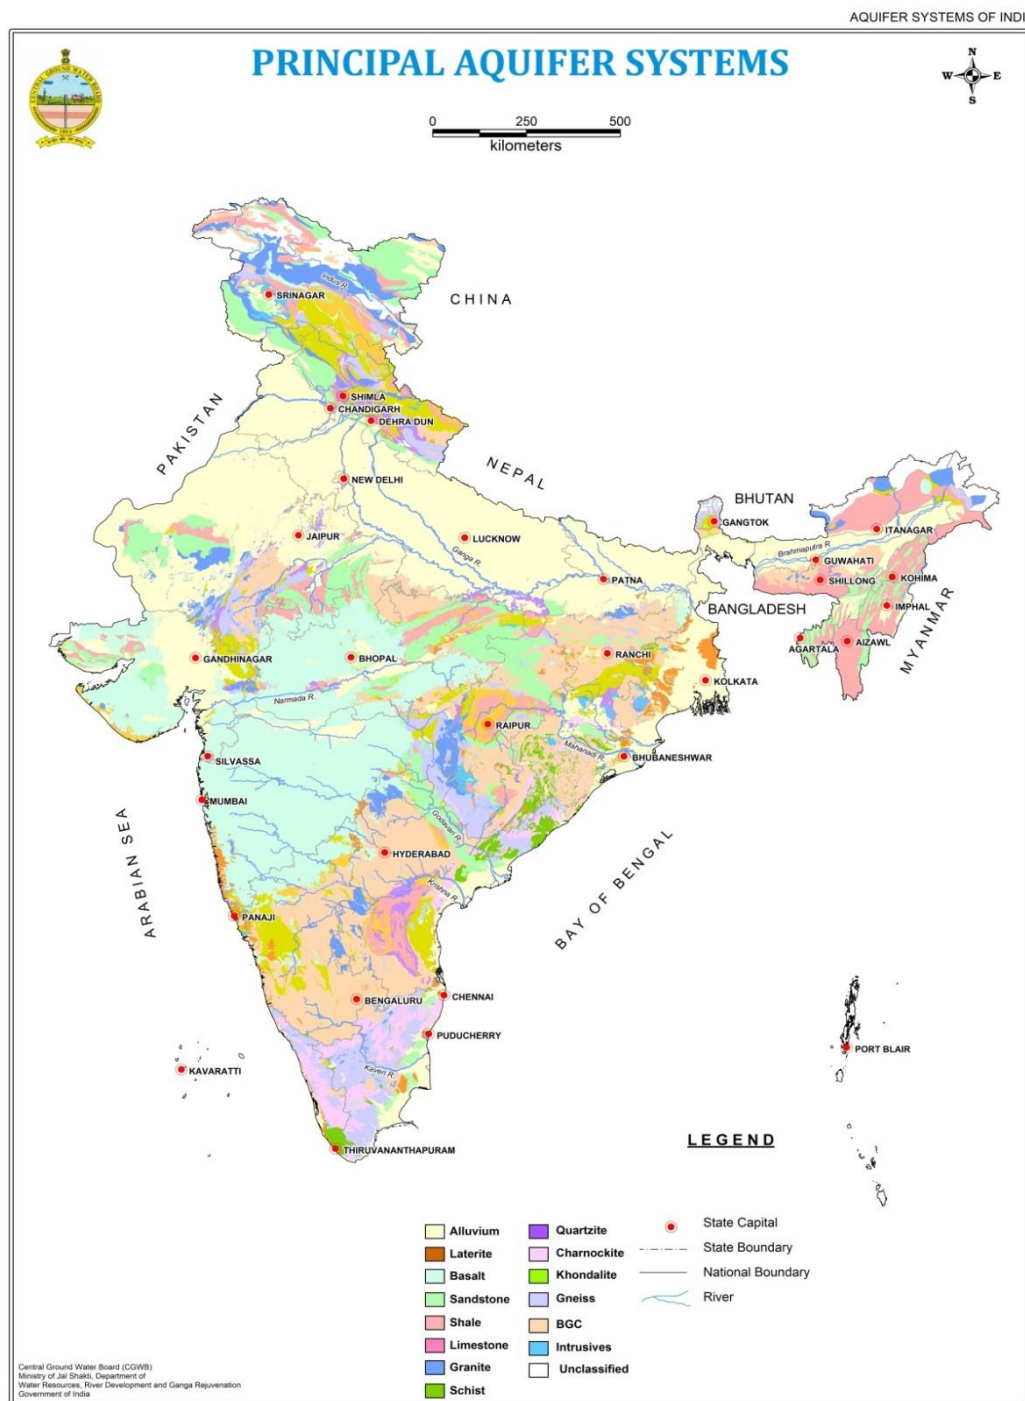 AQUIFER SYSTEMS OF INDI
PRINCIPAL AQUIFER SYSTEMS
CENTRAL GROUND WATER BOARD
N
W E
S
0 250 500
kilometers
Indus R.
SRINAGAR
CHINA
SHIMLA
CHANDIGARH
DEHRA DUN
PAKISTAN
NEPAL
NEW DELHI
BHUTAN
GANGTOK
ITANAGAR
JAIPUR
LUCKNOW
Ganga R.
Brahmaputra R.
GUWAHATI
PATNA
SHILLONG
KOHIMA
BANGLADESH
IMPHAL
AGARTALA
AIZAWL
MYANMAR
GANDHINAGAR
BHOPAL
RANCHI
KOLKATA
Narmada R.
RAIPUR
Mahanadi R.
BHUBANESHWAR
SILVASSA
MUMBAI
Godavari R.
ARABIAN SEA
HYDERABAD
Krishna R.
BAY OF BENGAL
PANAJI
BENGALURU
CHENNAI
PUDUCHERRY
PORT BLAIR
KAVARATTI
Kaveri R.
THIRUVANANTHAPURAM
LEGEND
Alluvium
Laterite
Basalt
Sandstone
Shale
Limestone
Granite
Schist
Quartzite
Charnockite
Khondalite
Gneiss
BGC
Intrusives
Unclassified
State Capital
State Boundary
National Boundary
River
Central Ground Water Board (CGWB)
Ministry of Jal Shakti, Department of
Water Resources, River Development and Ganga Rejuvenation
Government of India